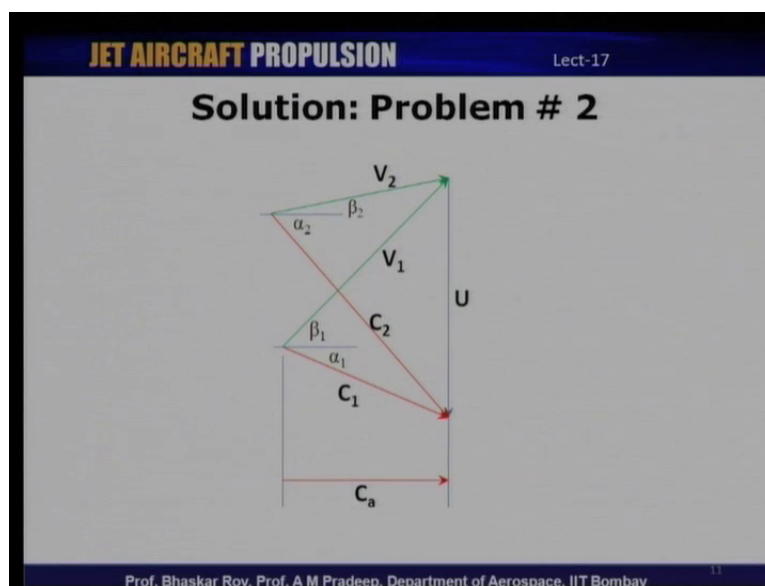 JET AIRCRAFT PROPULSION
Lect-17
Solution: Problem # 2
V₂
β₂
α₂
V₁
U
C₂
β₁
α₁
C₁
Cₐ
11
Prof. Bhaskar Roy, Prof. A M Pradeep, Department of Aerospace, IIT Bombay